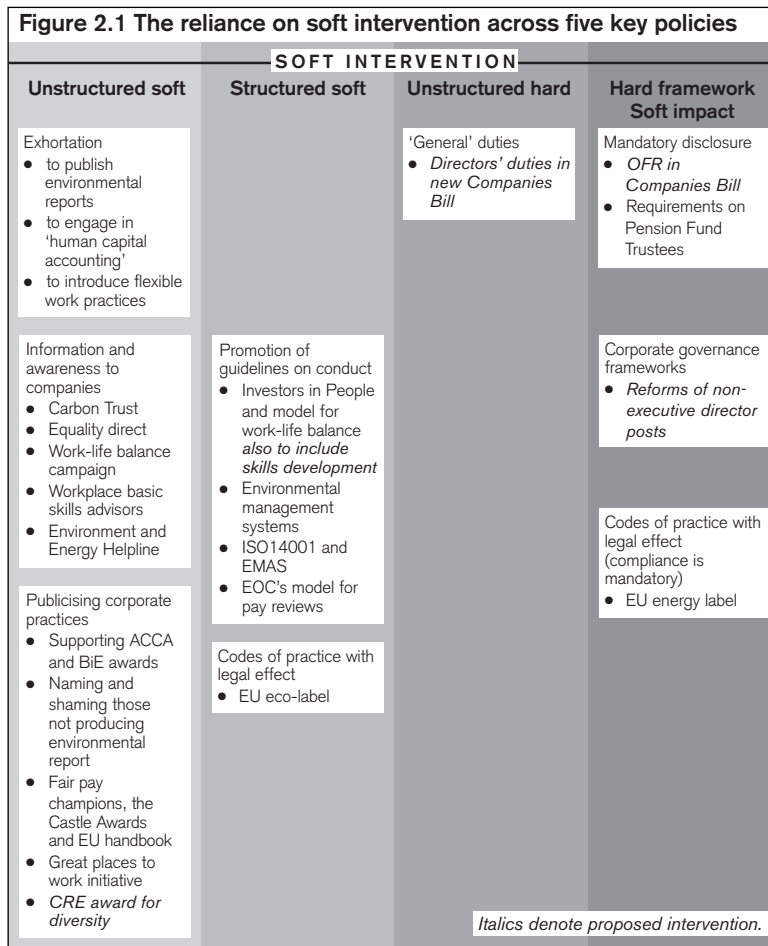 Figure 2.1 The reliance on soft intervention across five key policies
SOFT INTERVENTION
Unstructured soft
Exhortation
• to publish
environmental
reports
• to engage in
‘human capital
accounting’
• to introduce flexible
work practices
Information and
awareness to
companies
• Carbon Trust
• Equality direct
• Work-life balance
campaign
• Workplace basic
skills advisors
• Environment and
Energy Helpline
Publicising corporate
practices
• Supporting ACCA
and BiE awards
• Naming and
shaming those
not producing
environmental
report
• Fair pay
champions, the
Castle Awards
and EU handbook
• Great places to
work initiative
• CRE award for
diversity
Structured soft
Promotion of
guidelines on conduct
• Investors in People
and model for
work-life balance
also to include
skills development
• Environmental
management
systems
• ISO14001 and
EMAS
• EOC’s model for
pay reviews
Codes of practice with
legal effect
• EU eco-label
Unstructured hard
‘General’ duties
• Directors’ duties in
new Companies
Bill
Hard framework
Soft impact
Mandatory disclosure
• OFR in
Companies Bill
• Requirements on
Pension Fund
Trustees
Corporate governance
frameworks
• Reforms of non-
executive director
posts
Codes of practice with
legal effect
(compliance is
mandatory)
• EU energy label
Italics denote proposed intervention.